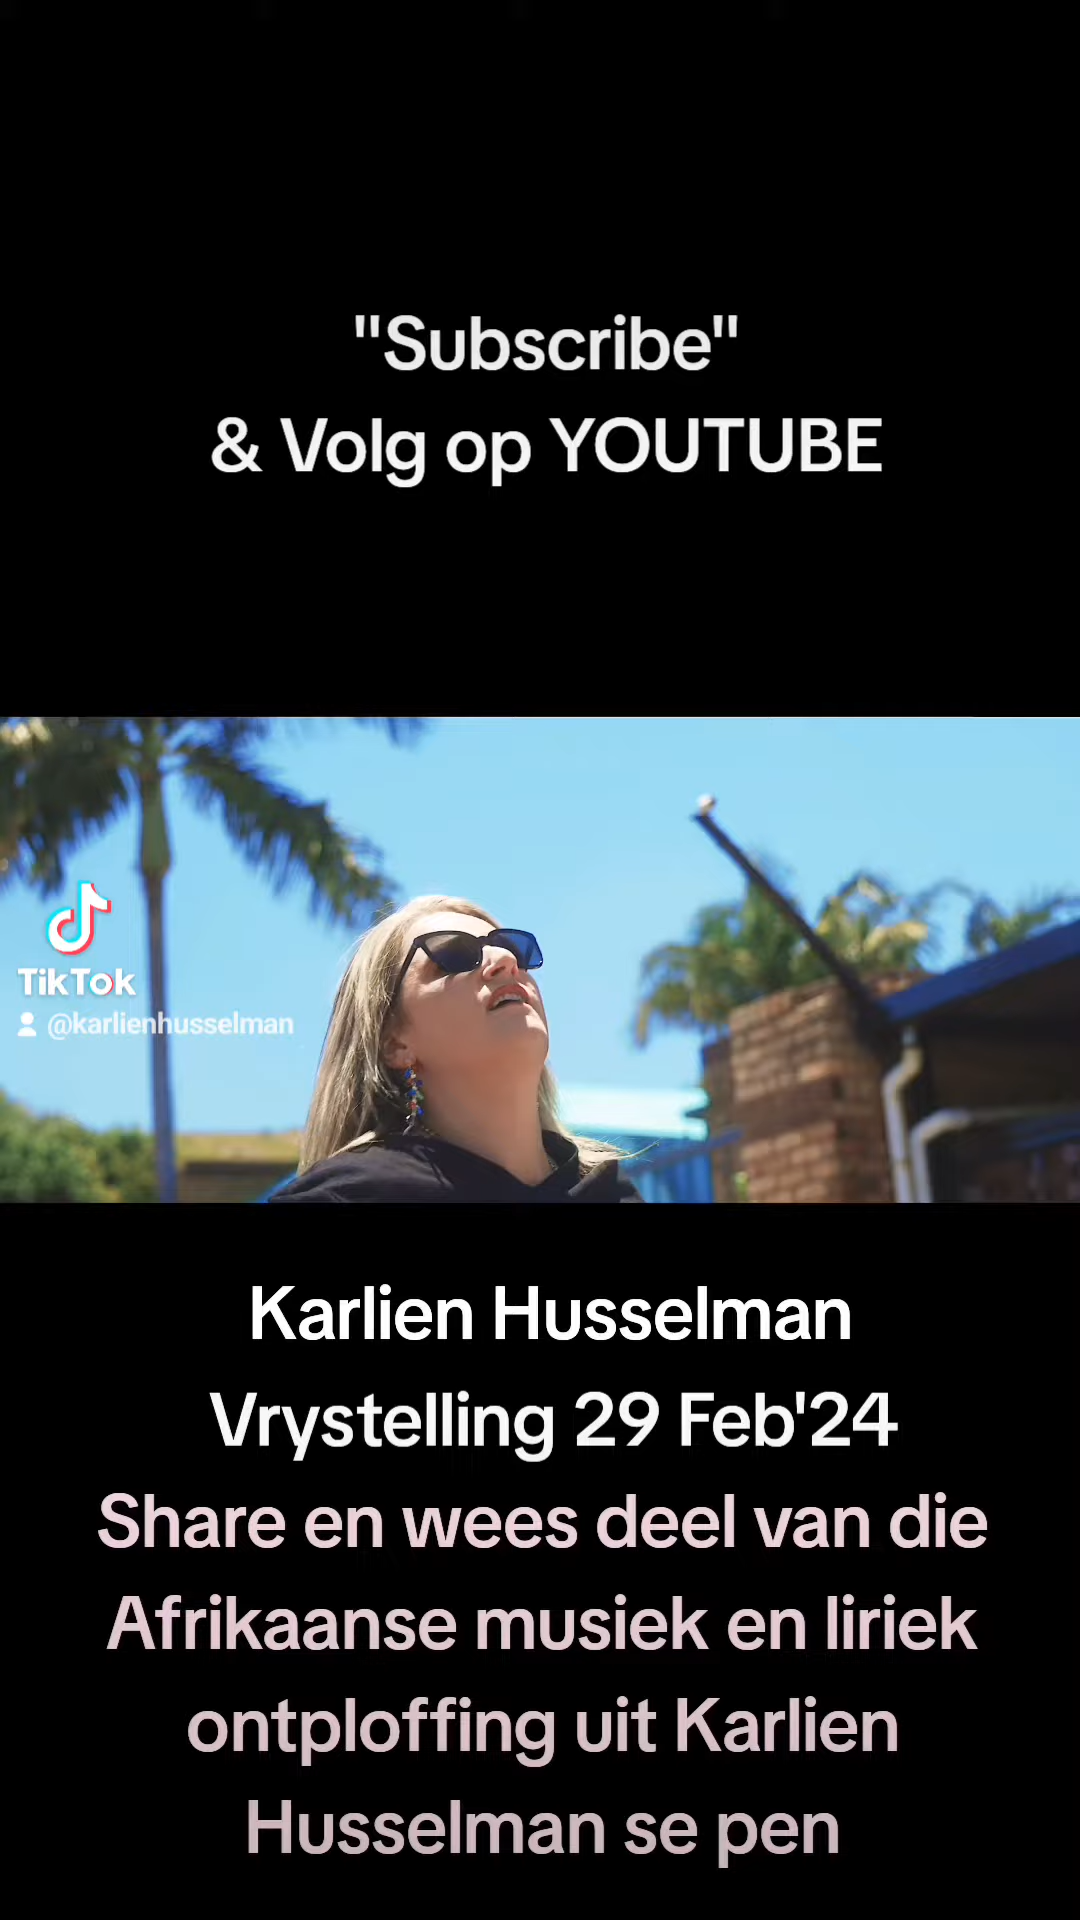 "Subscribe"
& Volg op YOUTUBE
TikTok
@karlienhusselman
Karlien Husselman
Vrystelling 29 Feb'24
Share en wees deel van die
Afrikaanse musiek en liriek
ontploffing uit Karlien
Husselman se pen